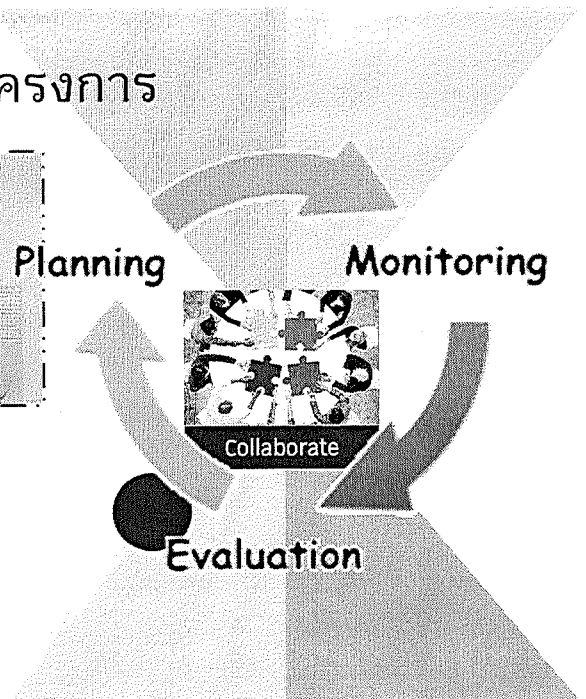 ครงการ
Planning
Monitoring
Collaborate
Evaluation